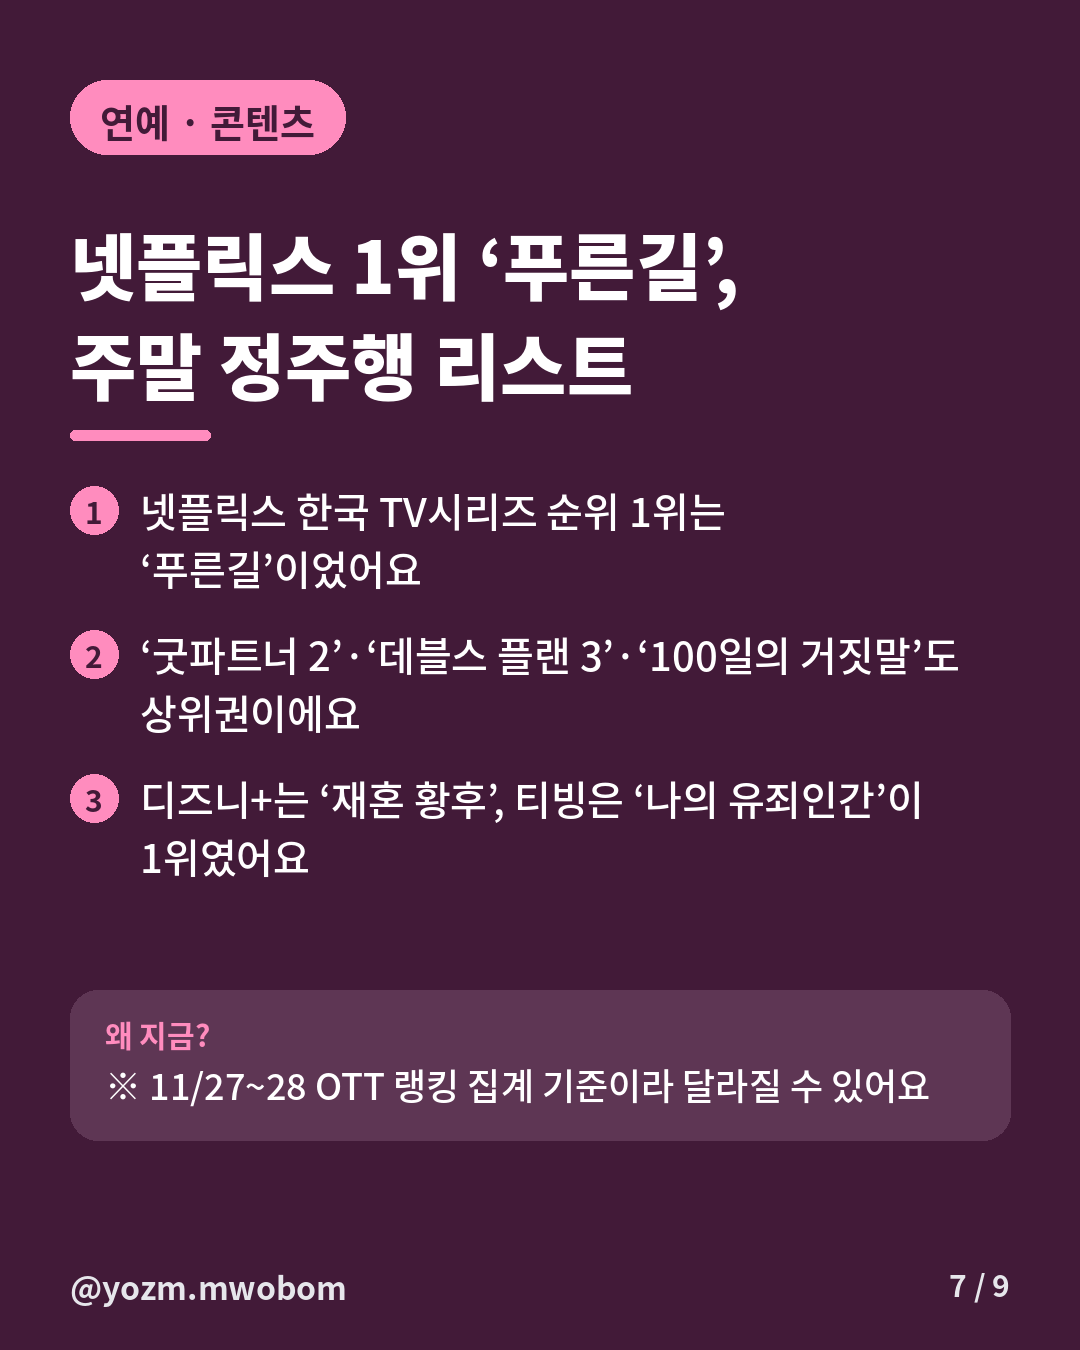 연예 · 콘텐츠
넷플릭스 1위 ‘푸른길’,
주말 정주행 리스트
1 넷플릭스 한국 TV시리즈 순위 1위는
‘푸른길’이었어요
2 ‘굿파트너 2’·‘데블스 플랜 3’·‘100일의 거짓말’도
상위권이에요
3 디즈니+는 ‘재혼 황후’, 티빙은 ‘나의 유죄인간’이
1위였어요
왜 지금?
※ 11/27~28 OTT 랭킹 집계 기준이라 달라질 수 있어요
@yozm.mwobom
7 / 9